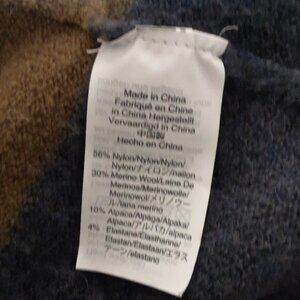 Made in China
Fabriqué en Chine
In China Hergestellt
Vervaardigd in China
中国製
Hecho en China
56% Nylon/Nylon/Nylon/
Nylon/ナイロン/nailon
30% Merino Wool/Laine De
Merinos/Merinowolle/
Merinowol/メリノウー
ル/lana merino
10% Alpaca/Alpaga/Alpaka/
Alpaca/アルパカ/alpaca
4% Elastane/Élasthanne/
Elastan/Elastaan/エラス
テーン/elastano